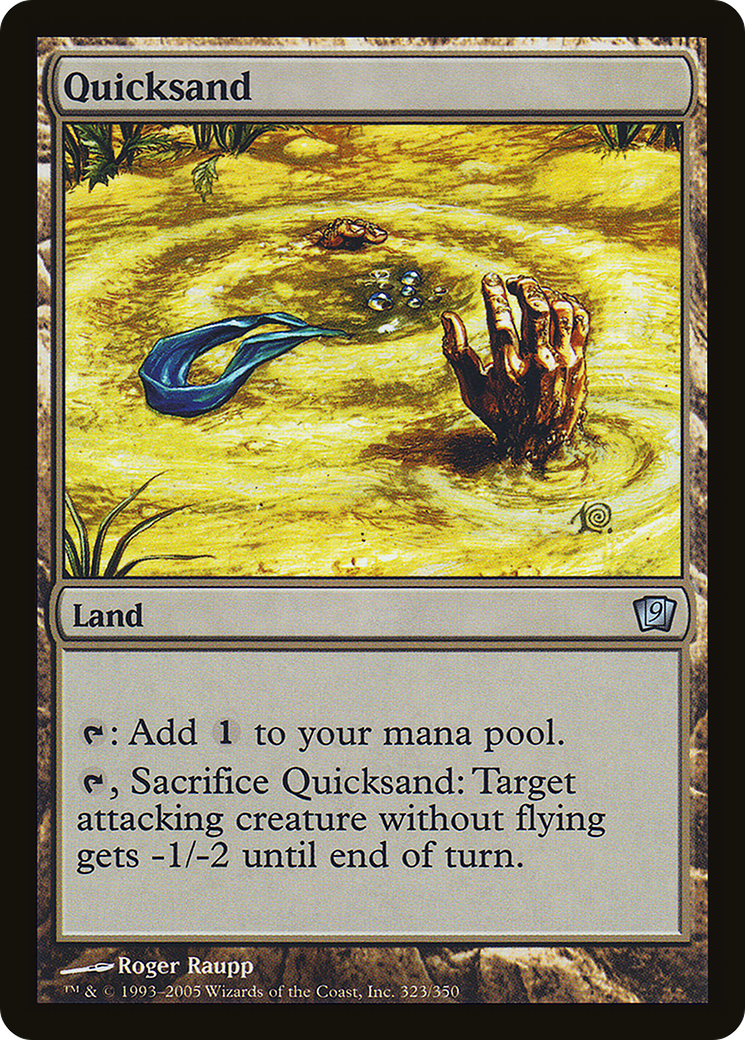 Quicksand
Land
9
: Add 1 to your mana pool.
, Sacrifice Quicksand: Target
attacking creature without flying
gets -1/-2 until end of turn.
Roger Raupp
™ & © 1993–2005 Wizards of the Coast, Inc. 323/350